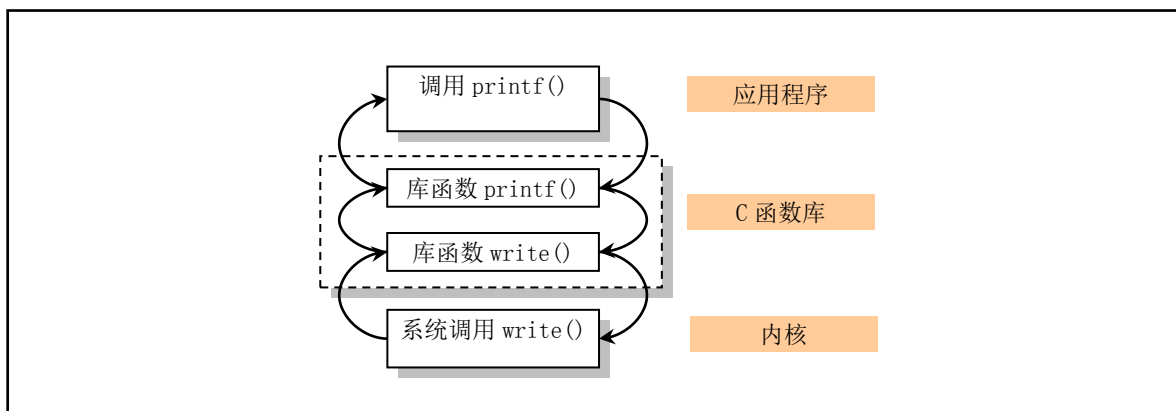 调用 printf()
应用程序
库函数 printf()
C 函数库
库函数 write()
系统调用 write()
内核